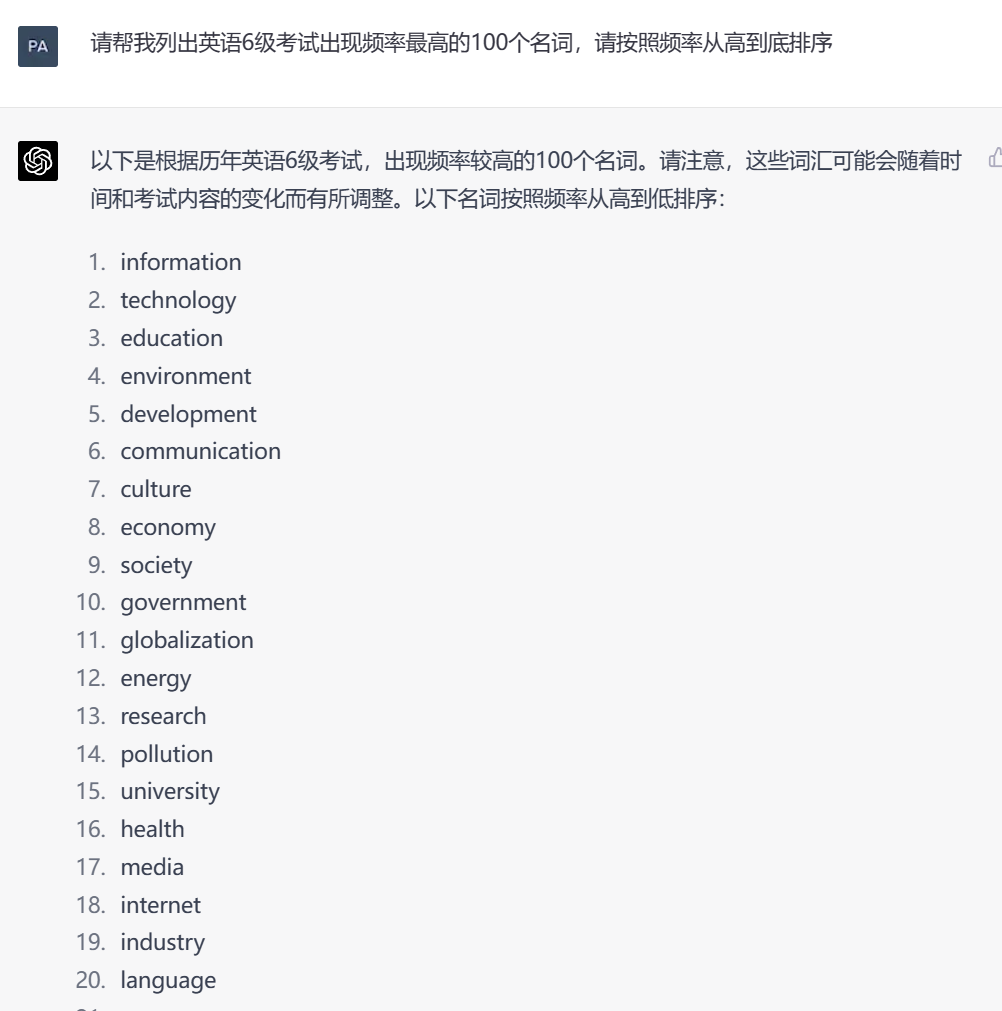 PA
请帮我列出英语6级考试出现频率最高的100个名词，请按照频率从高到底排序
以下是根据历年英语6级考试，出现频率较高的100个名词。请注意，这些词汇可能会随着时
间和考试内容的变化而有所调整。以下名词按照频率从高到低排序：
1. information
2. technology
3. education
4. environment
5. development
6. communication
7. culture
8. economy
9. society
10. government
11. globalization
12. energy
13. research
14. pollution
15. university
16. health
17. media
18. internet
19. industry
20. language